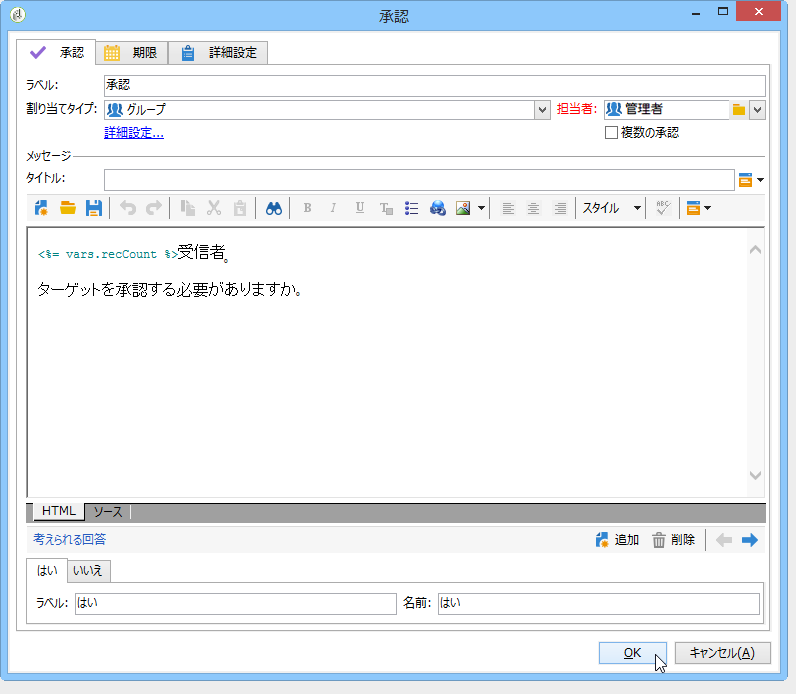 承認
承認 期限 詳細設定
ラベル: 承認
割り当てタイプ: グループ 担当者: 管理者
詳細設定... 複数の承認
メッセージ
タイトル:
B I U T スタイル ABC
<%= vars.recCount %>受信者。
ターゲットを承認する必要がありますか。
HTML ソース
考えられる回答 追加 削除
はい いいえ
ラベル: はい 名前: はい
OK キャンセル(A)